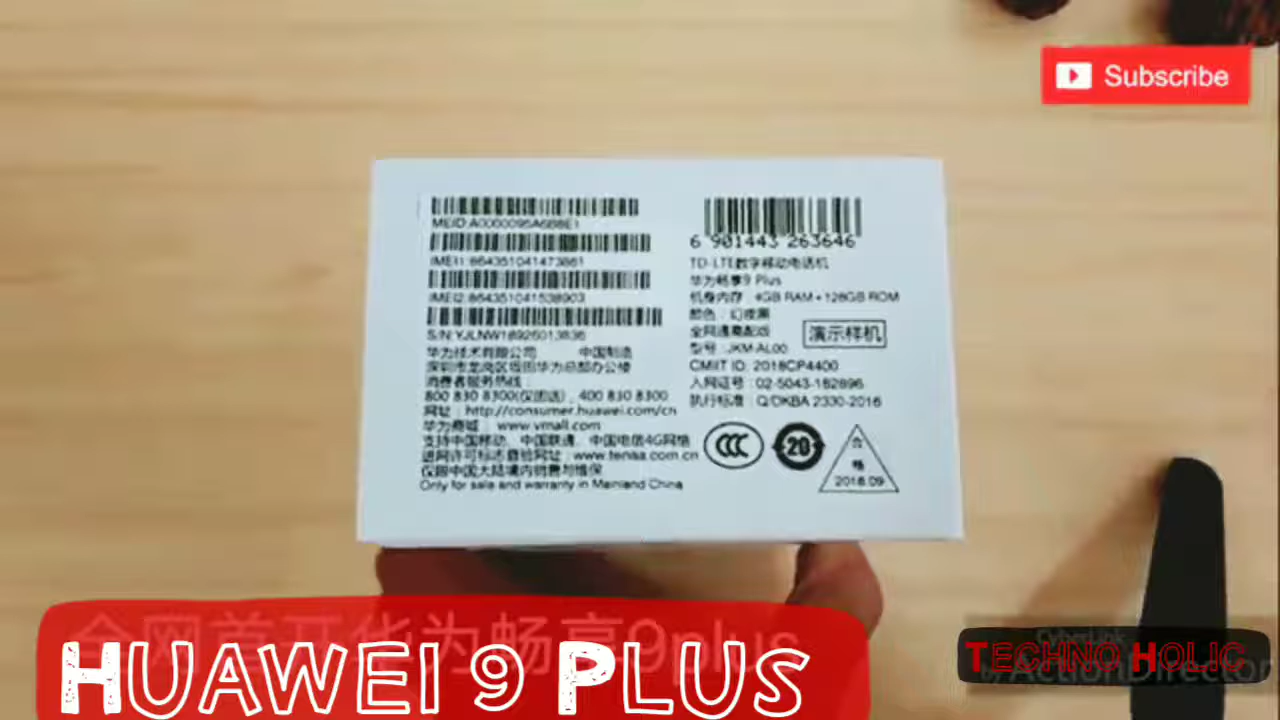 Subscribe
MEID:A0000095A6B8E1
IMEI1:864351041473861
IMEI2:864351041538903
S/N:YJLNW18926013836
华为技术有限公司 中国制造
深圳市龙岗区坂田华为总部办公楼
消费者服务热线:
800 830 8300(仅固话),400 830 8300
网址:http://consumer.huawei.com/cn
华为商城: www.vmall.com
支持中国移动、中国联通、中国电信4G网络
进网许可标志查验网址:www.tenaa.com.cn
仅限中国大陆境内销售与维保
Only for sale and warranty in Mainland China
6 901443 263646
TD-LTE数字移动电话机
华为畅享9 Plus
机身内存:4GB RAM+128GB ROM
颜色:幻夜黑
全网通高配版
演示样机
型号:JKM-AL00
CMIIT ID: 2018CP4400
入网证号:02-5043-182896
执行标准:Q/DKBA 2330-2016
CCC
20
合
格
2018.09
全网首开华为畅享9plus
HUAWEI 9 PLUS
CyberLink
ActionDirector
TECHNO HOLIC